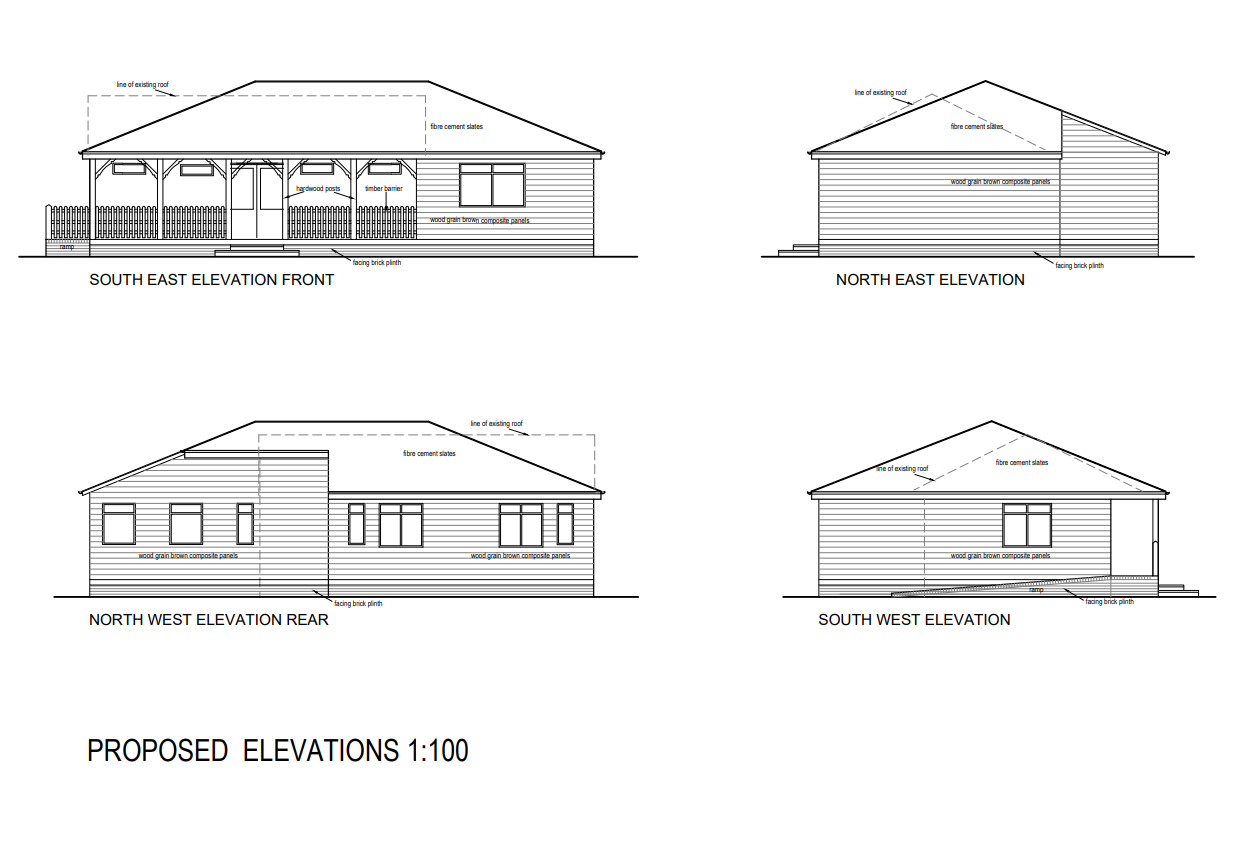 line of existing roof
fibre cement slates
hardwood posts
timber barrier
wood grain brown composite panels
ramp
facing brick plinth
SOUTH EAST ELEVATION FRONT
line of existing roof
fibre cement slates
wood grain brown composite panels
facing brick plinth
NORTH EAST ELEVATION
line of existing roof
fibre cement slates
wood grain brown composite panels
wood grain brown composite panels
facing brick plinth
NORTH WEST ELEVATION REAR
fibre cement slates
line of existing roof
wood grain brown composite panels
ramp
facing brick plinth
SOUTH WEST ELEVATION
PROPOSED ELEVATIONS 1:100